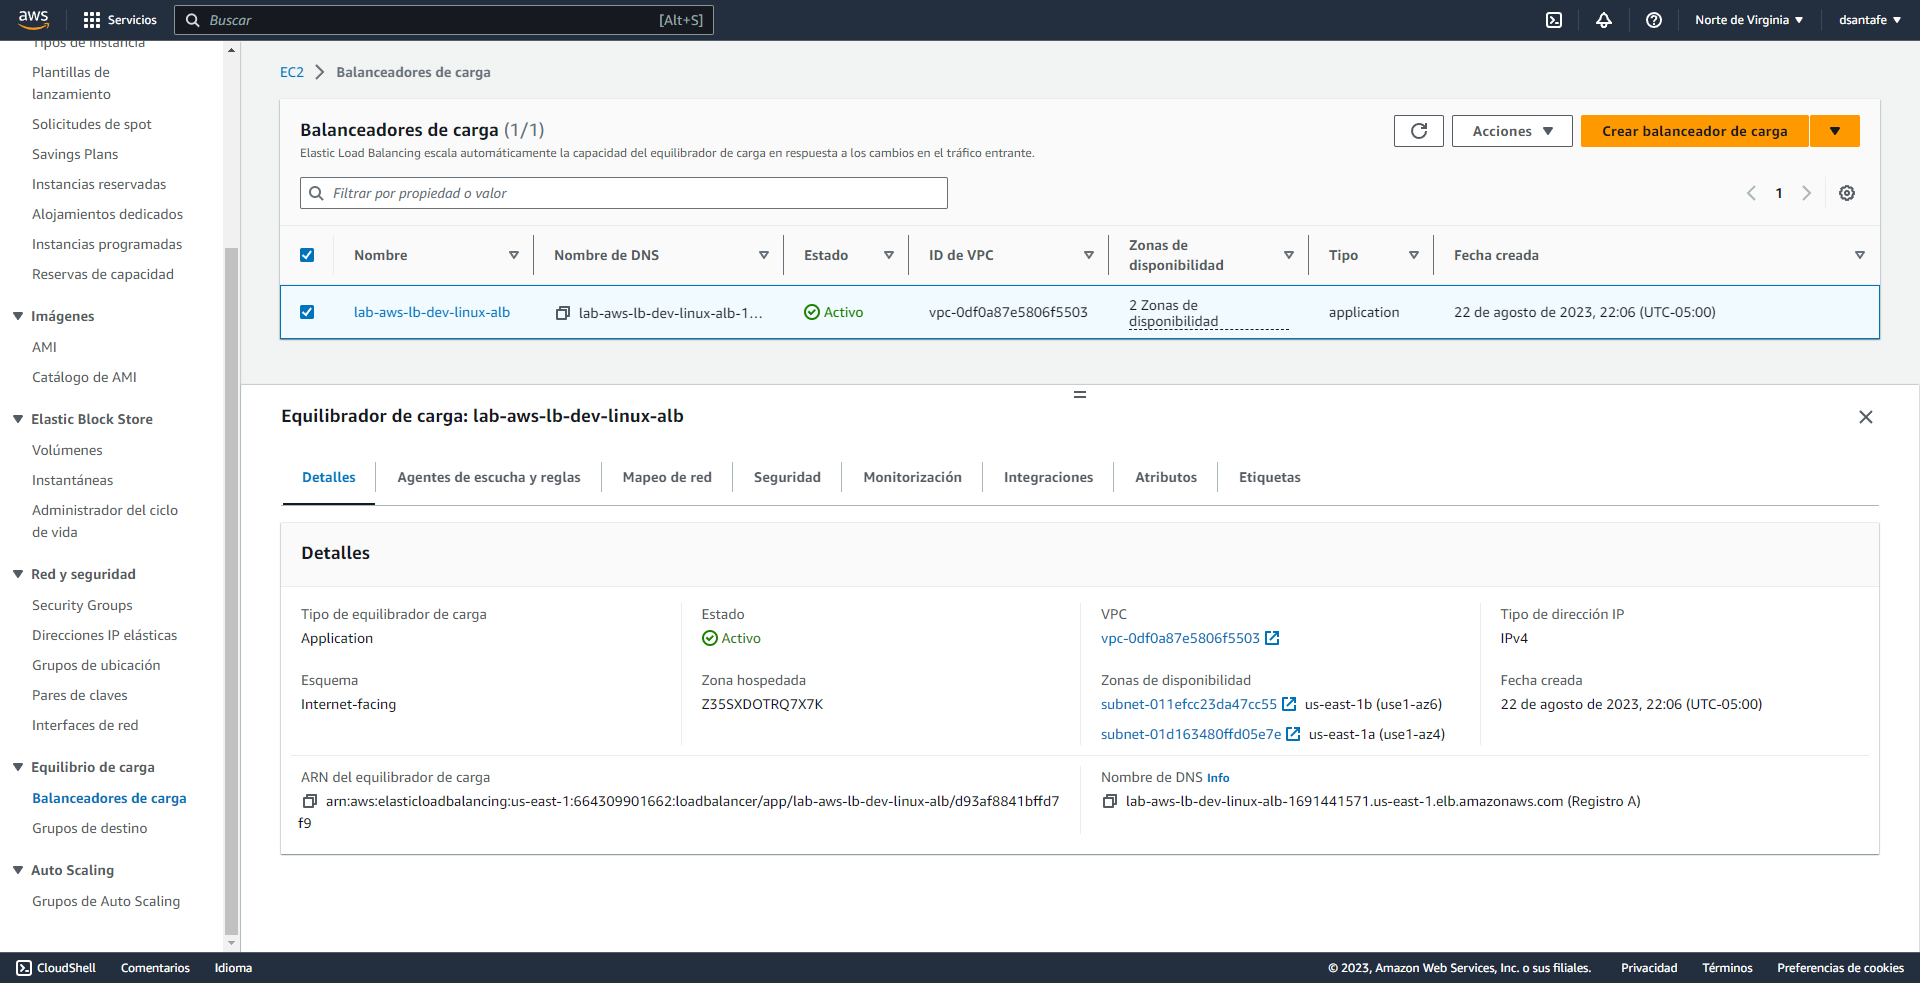 aws
Servicios
Buscar
[Alt+S]
Norte de Virginia
dsantafe
Tipos de instancia
Plantillas de
lanzamiento
Solicitudes de spot
Savings Plans
Instancias reservadas
Alojamientos dedicados
Instancias programadas
Reservas de capacidad
Imágenes
AMI
Catálogo de AMI
Elastic Block Store
Volúmenes
Instantáneas
Administrador del ciclo
de vida
Red y seguridad
Security Groups
Direcciones IP elásticas
Grupos de ubicación
Pares de claves
Interfaces de red
Equilibrio de carga
Balanceadores de carga
Grupos de destino
Auto Scaling
Grupos de Auto Scaling
EC2
Balanceadores de carga
Balanceadores de carga (1/1)
Elastic Load Balancing escala automáticamente la capacidad del equilibrador de carga en respuesta a los cambios en el tráfico entrante.
Acciones
Crear balanceador de carga
Filtrar por propiedad o valor
1
Nombre
Nombre de DNS
Estado
ID de VPC
Zonas de
disponibilidad
Tipo
Fecha creada
lab-aws-lb-dev-linux-alb
lab-aws-lb-dev-linux-alb-1...
Activo
vpc-0df0a87e5806f5503
2 Zonas de
disponibilidad
application
22 de agosto de 2023, 22:06 (UTC-05:00)
Equilibrador de carga: lab-aws-lb-dev-linux-alb
Detalles
Agentes de escucha y reglas
Mapeo de red
Seguridad
Monitorización
Integraciones
Atributos
Etiquetas
Detalles
Tipo de equilibrador de carga
Application
Estado
Activo
VPC
vpc-0df0a87e5806f5503
Tipo de dirección IP
IPv4
Esquema
Internet-facing
Zona hospedada
Z35SXDOTRQ7X7K
Zonas de disponibilidad
subnet-011efcc23da47cc55 us-east-1b (use1-az6)
subnet-01d163480ffd05e7e us-east-1a (use1-az4)
Fecha creada
22 de agosto de 2023, 22:06 (UTC-05:00)
ARN del equilibrador de carga
arn:aws:elasticloadbalancing:us-east-1:664309901662:loadbalancer/app/lab-aws-lb-dev-linux-alb/d93af8841bffd7
f9
Nombre de DNS Info
lab-aws-lb-dev-linux-alb-1691441571.us-east-1.elb.amazonaws.com (Registro A)
CloudShell
Comentarios
Idioma
© 2023, Amazon Web Services, Inc. o sus filiales.
Privacidad
Términos
Preferencias de cookies